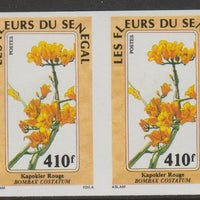 LES FLEURS DU SENEGAL
POSTES
410f
Kapokier Rouge
BOMBAX COSTATUM
LES FLEURS DU SENEGAL
POSTES
410f
Kapokier Rouge
BOMBAX COSTATUM